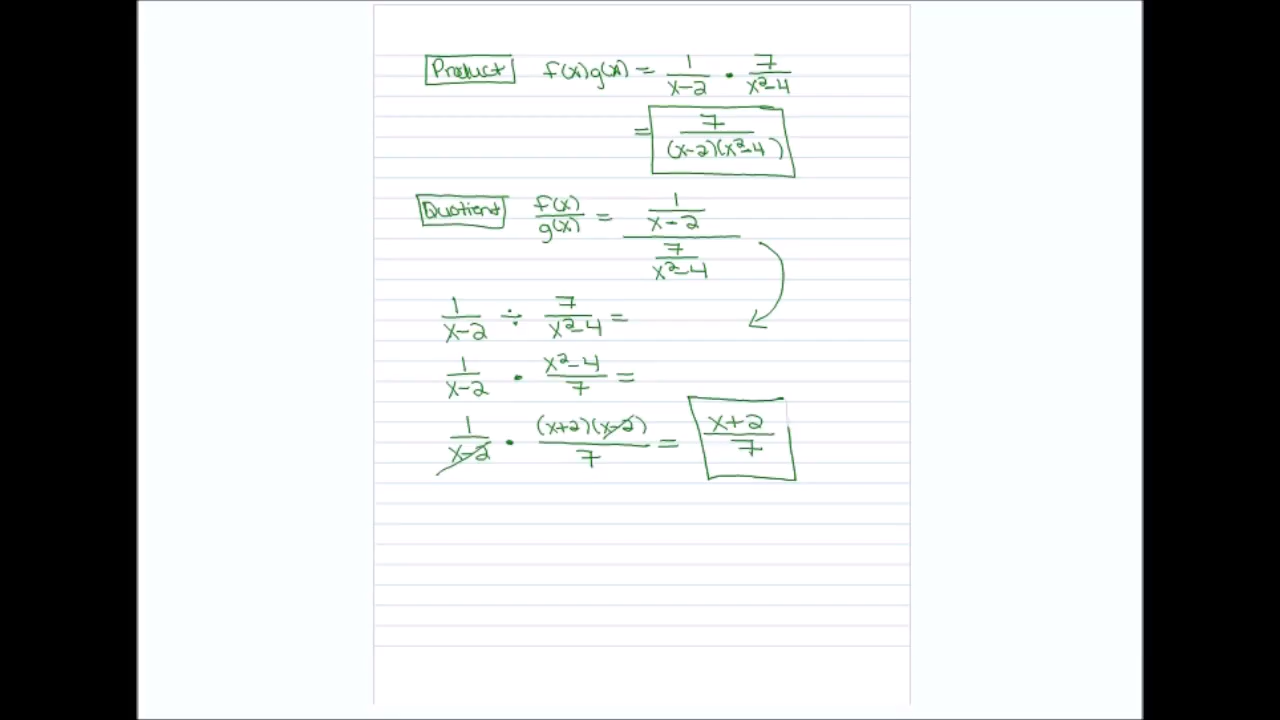 Product f(x)g(x) = 1/(x-2) · 7/(x²-4)
= 7/((x-2)(x²-4))
Quotient f(x)/g(x) = (1/(x-2))/(7/(x²-4))
1/(x-2) ÷ 7/(x²-4) =
1/(x-2) · (x²-4)/7 =
1/(x-2) · ((x+2)(x-2))/7 = (x+2)/7